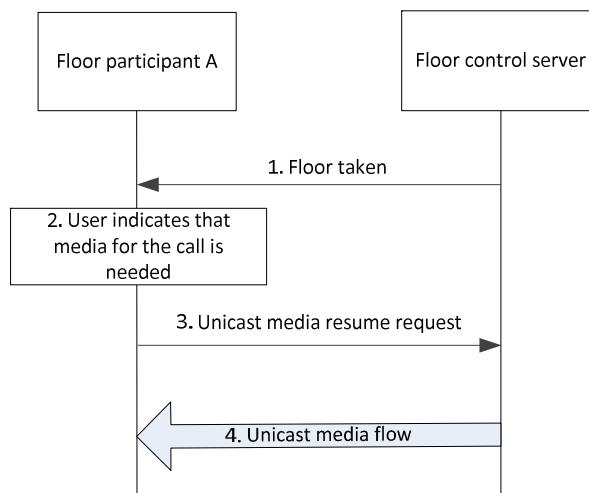 Floor participant A
Floor control server
1. Floor taken
2. User indicates that
media for the call is
needed
3. Unicast media resume request
4. Unicast media flow